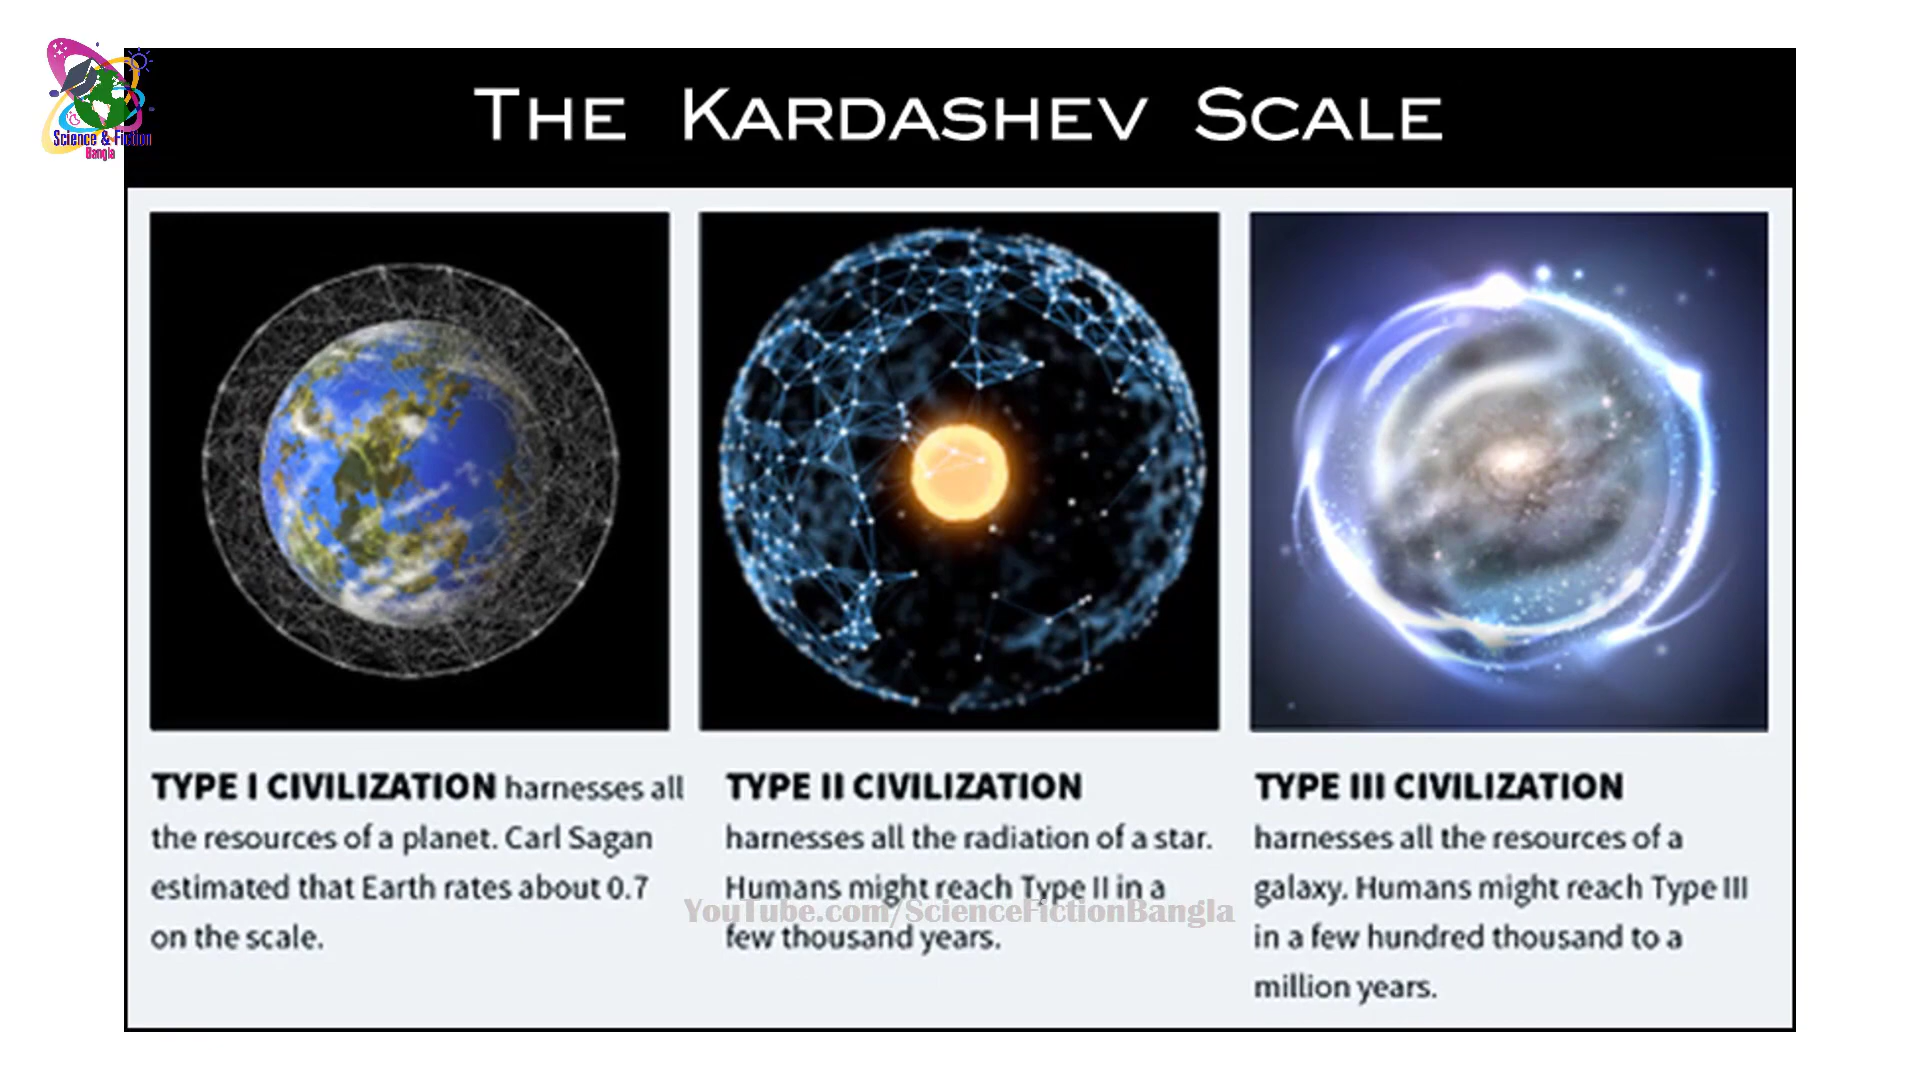 Science & Fiction
Bangla
THE KARDASHEV SCALE
TYPE I CIVILIZATION harnesses all
the resources of a planet. Carl Sagan
estimated that Earth rates about 0.7
on the scale.
TYPE II CIVILIZATION
harnesses all the radiation of a star.
Humans might reach Type II in a
few thousand years.
YouTube.com/ScienceFictionBangla
TYPE III CIVILIZATION
harnesses all the resources of a
galaxy. Humans might reach Type III
in a few hundred thousand to a
million years.